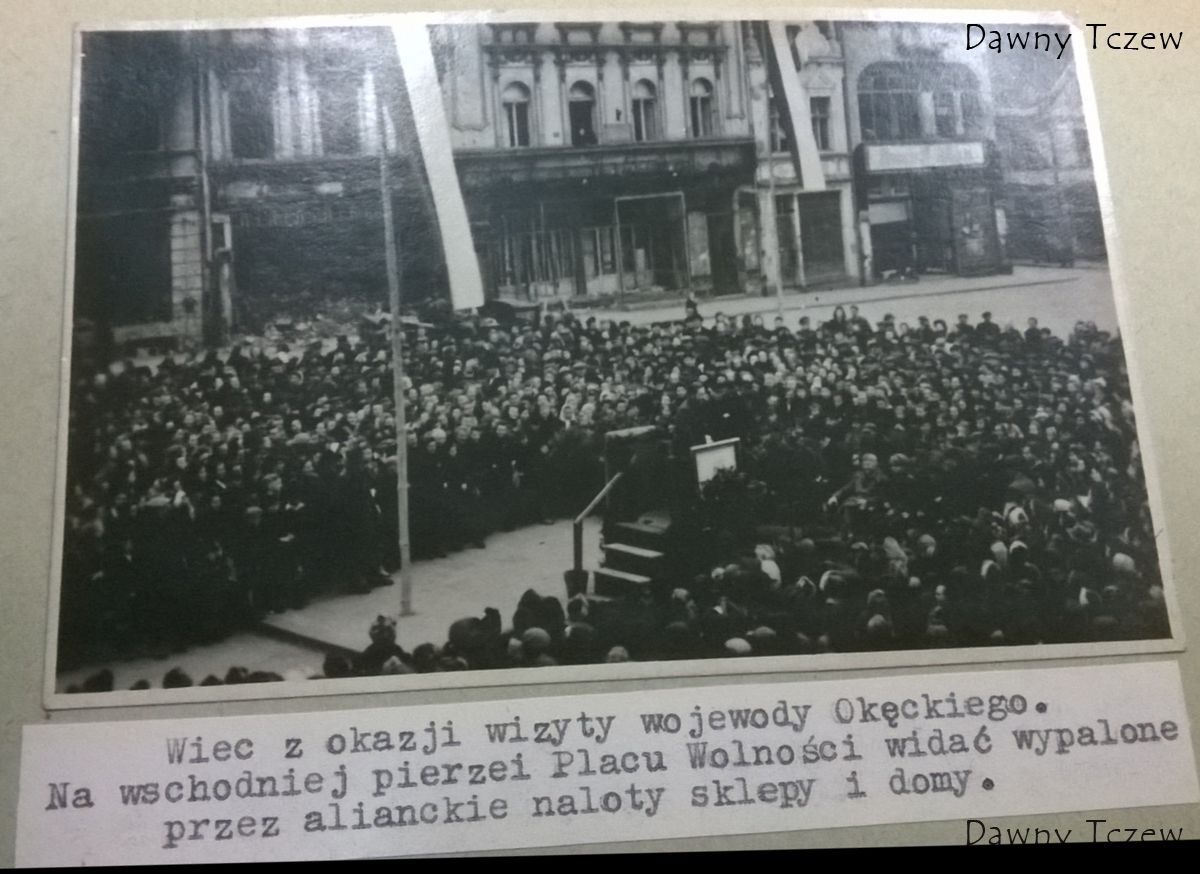 Dawny Tczew
Wiec z okazji wizyty wojewody Okęckiego.
Na wschodniej pierzei Placu Wolności widać wypalone
przez alianckie naloty sklepy i domy.
Dawny Tczew